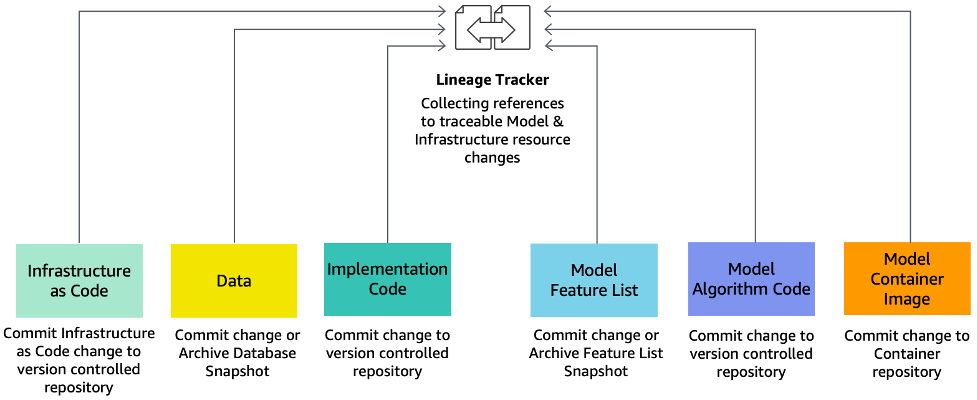 Lineage Tracker
Collecting references
to traceable Model &
Infrastructure resource
changes
Infrastructure
as Code
Commit Infrastructure
as Code change to
version controlled
repository
Data
Commit change or
Archive Database
Snapshot
Implementation
Code
Commit change to
version controlled
repository
Model
Feature List
Commit change or
Archive Feature List
Snapshot
Model
Algorithm Code
Commit change to
version controlled
repository
Model
Container
Image
Commit change to
Container
repository